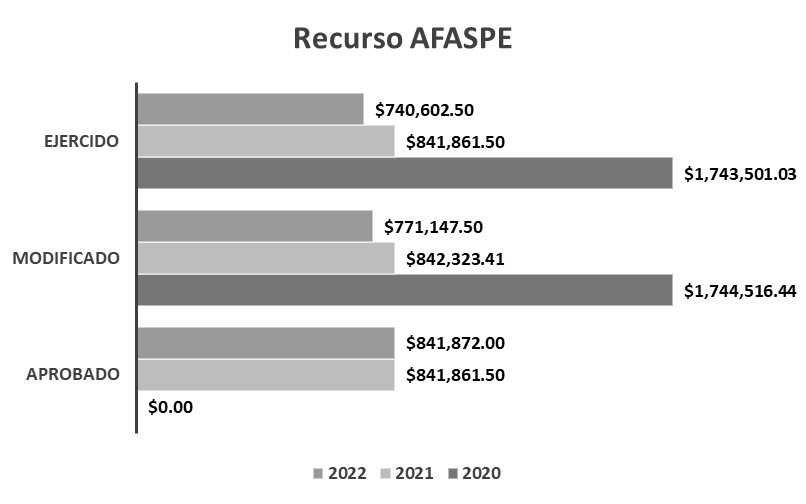 Recurso AFASPE
EJERCIDO
$740,602.50
$841,861.50
$1,743,501.03
MODIFICADO
$771,147.50
$842,323.41
$1,744,516.44
APROBADO
$841,872.00
$841,861.50
$0.00
2022 2021 2020